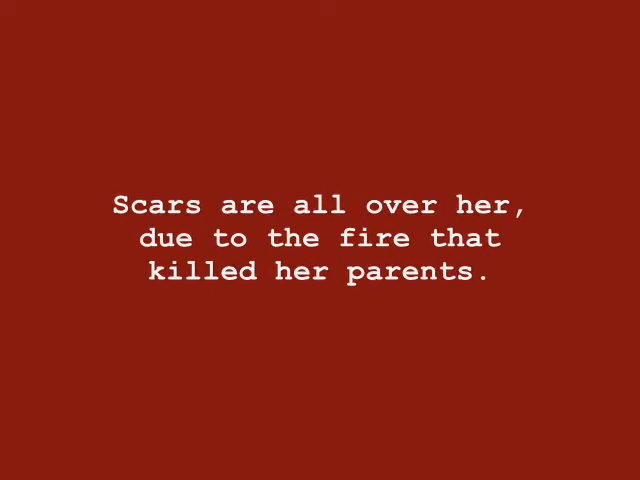 Scars are all over her,
due to the fire that
killed her parents.